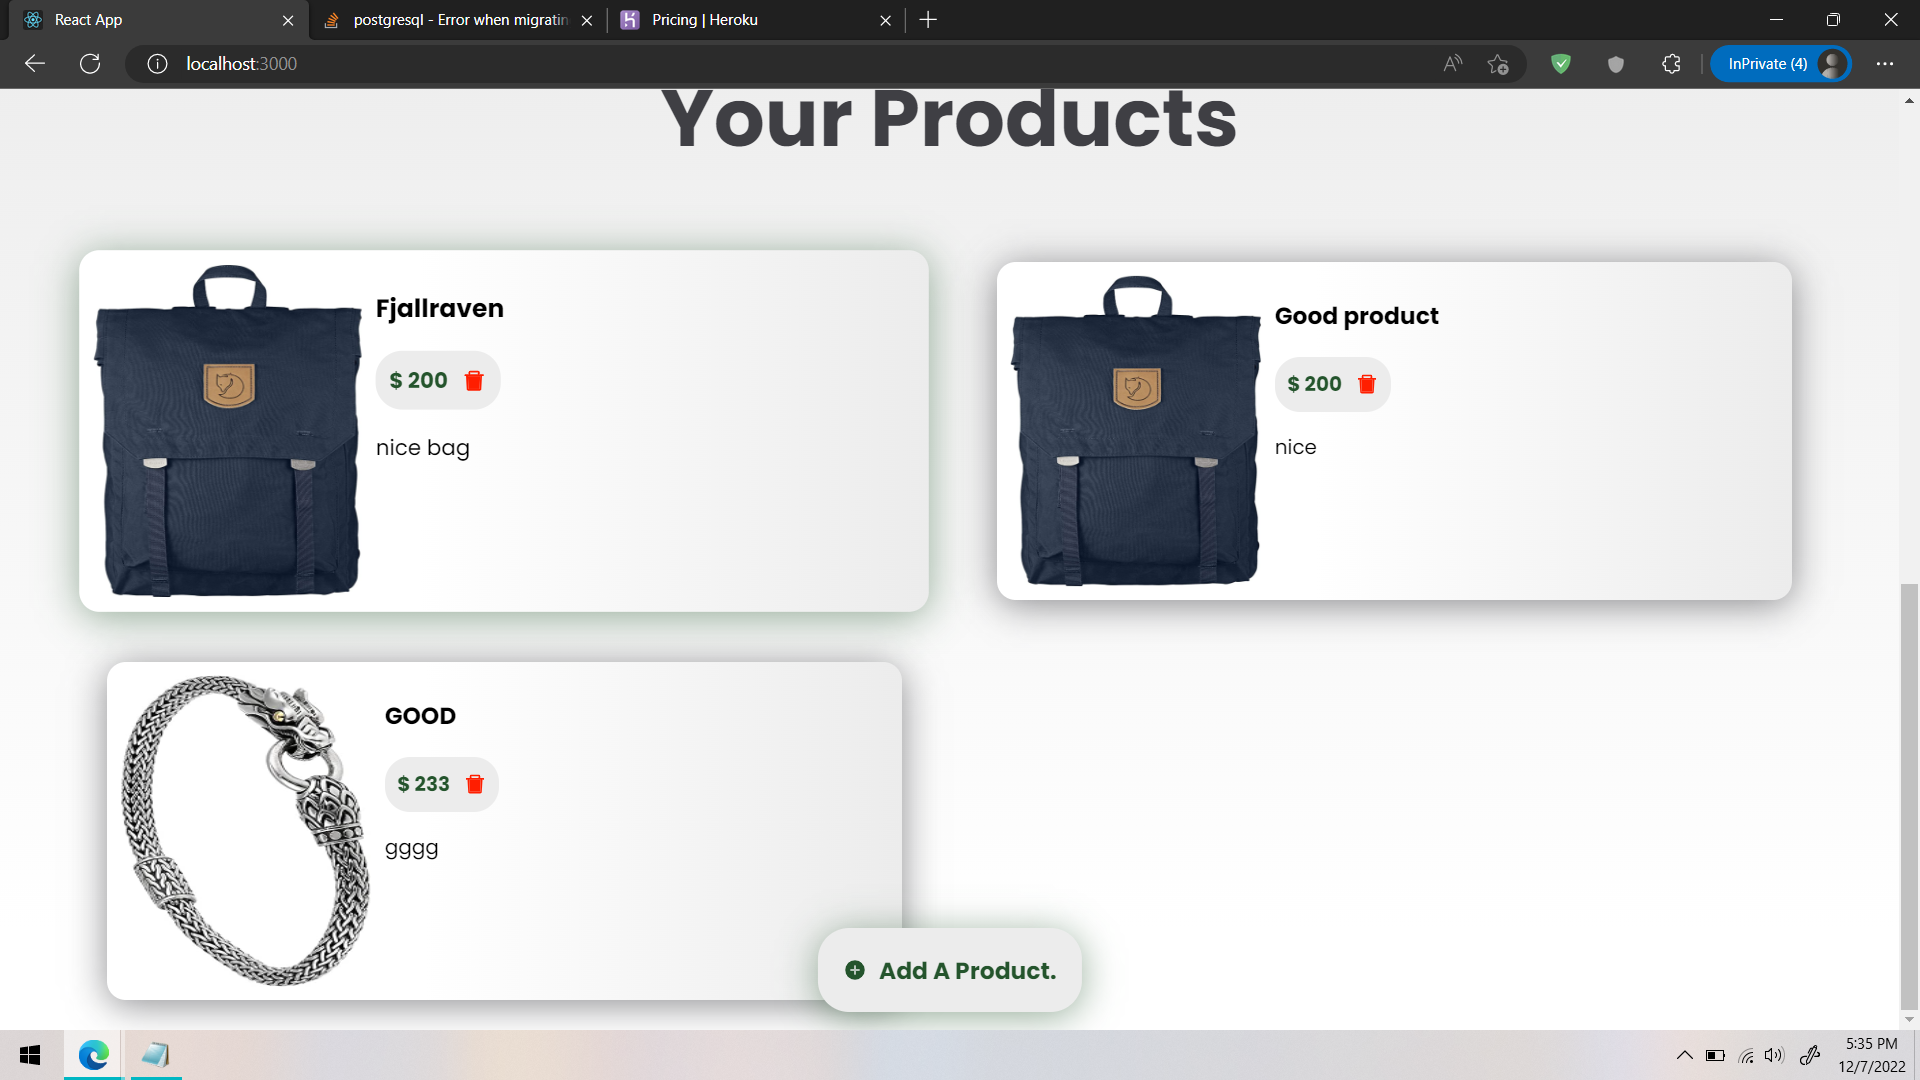 React App
postgresql - Error when migratin
Pricing | Heroku
localhost:3000
InPrivate (4)
Your Products
Fjallraven
$ 200
nice bag
Good product
$ 200
nice
GOOD
$ 233
gggg
Add A Product.
5:35 PM
12/7/2022